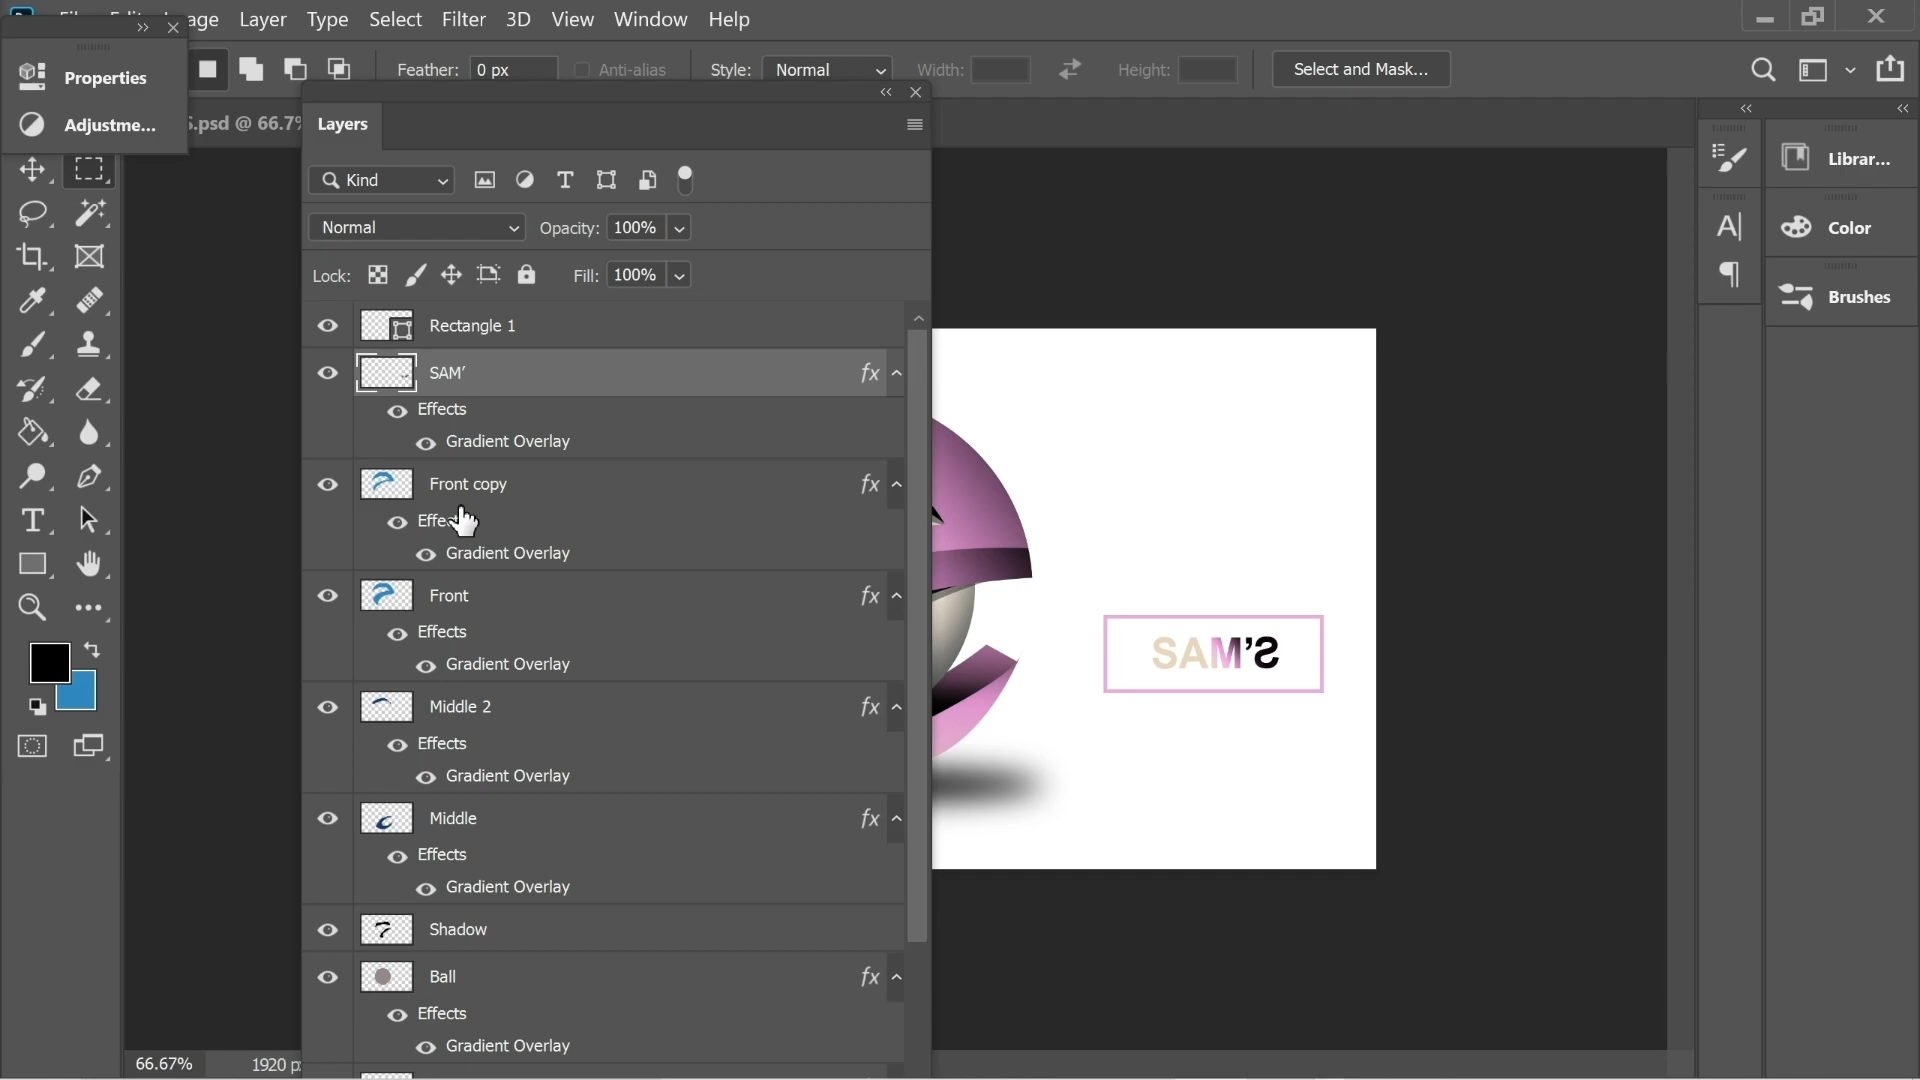 Layer Type Select Filter 3D View Window Help
Properties
Adjustme...
Feather: 0 px Anti-alias Style: Normal Width: Height: Select and Mask...
.psd @ 66.7%
Layers
Kind
Normal Opacity: 100%
Lock: Fill: 100%
Rectangle 1
SAM’ fx
Effects
Gradient Overlay
Front copy fx
Gradient Overlay
Front fx
Effects
Gradient Overlay
Middle 2 fx
Effects
Gradient Overlay
Middle fx
Effects
Gradient Overlay
Shadow
Ball fx
Effects
Gradient Overlay
SAM’S
Librar...
Color
Brushes
66.67% 1920